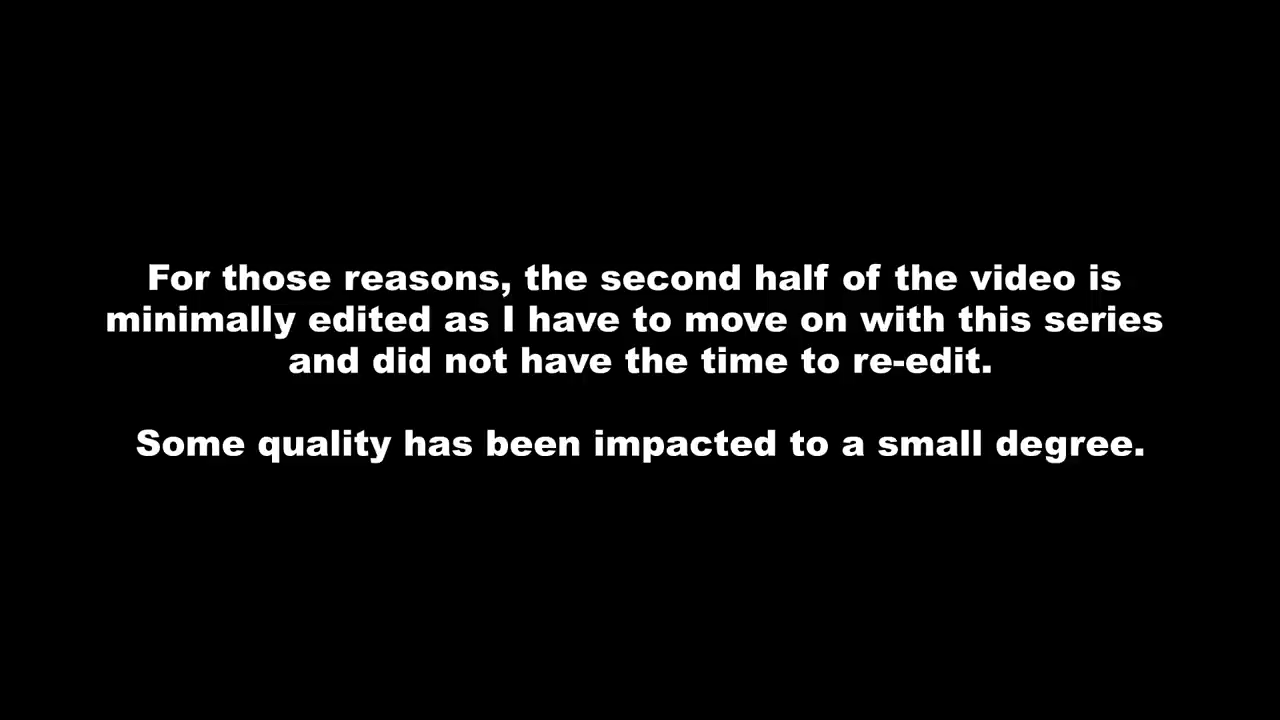 For those reasons, the second half of the video is
minimally edited as I have to move on with this series
and did not have the time to re-edit.
Some quality has been impacted to a small degree.